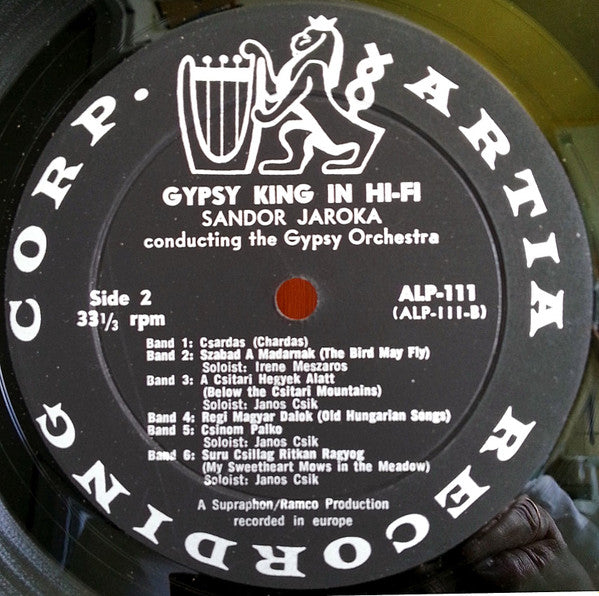 ARTIA RECORDING CORP.
GYPSY KING IN HI-FI
SANDOR JAROKA
conducting the Gypsy Orchestra
Side 2
33 1/3 rpm
ALP-111
(ALP-111-B)
Band 1: Csardas (Chardas)
Band 2: Szabad A Madarnak (The Bird May Fly)
Soloist: Irene Meszaros
Band 3: A Csitari Hegyek Alatt
(Below the Csitari Mountains)
Soloist: Janos Csik
Band 4: Regi Magyar Dalok (Old Hungarian Songs)
Band 5: Csinom Palko
Soloist: Janos Csik
Band 6: Suru Csillag Ritkan Ragyog
(My Sweetheart Mows in the Meadow)
Soloist: Janos Csik
A Supraphon/Ramco Production
recorded in europe